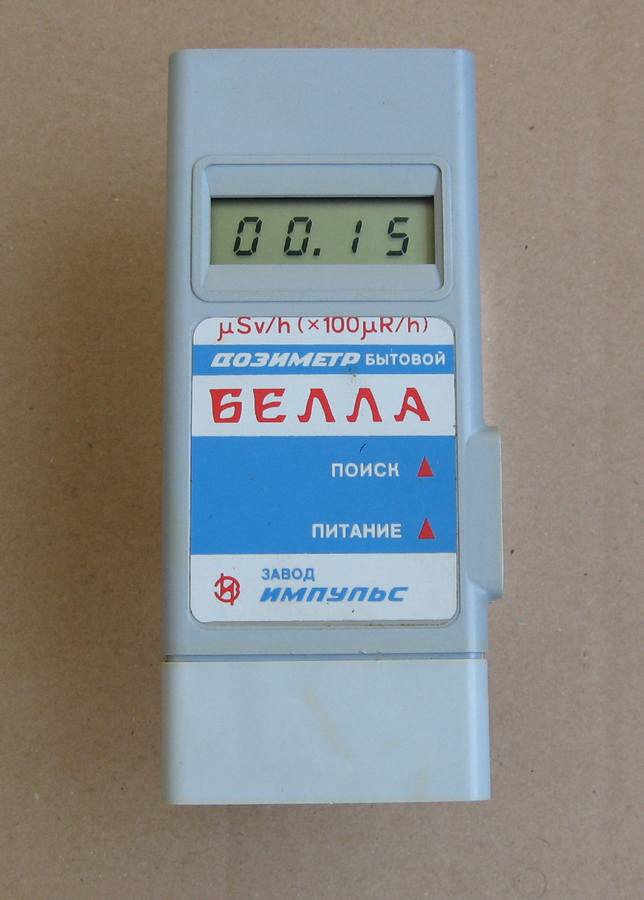 00.15
µSv/h (×100µR/h)
ДОЗИМЕТР БЫТОВОЙ
БЕЛЛА
ПОИСК
ПИТАНИЕ
ЗАВОД
ИМПУЛЬС